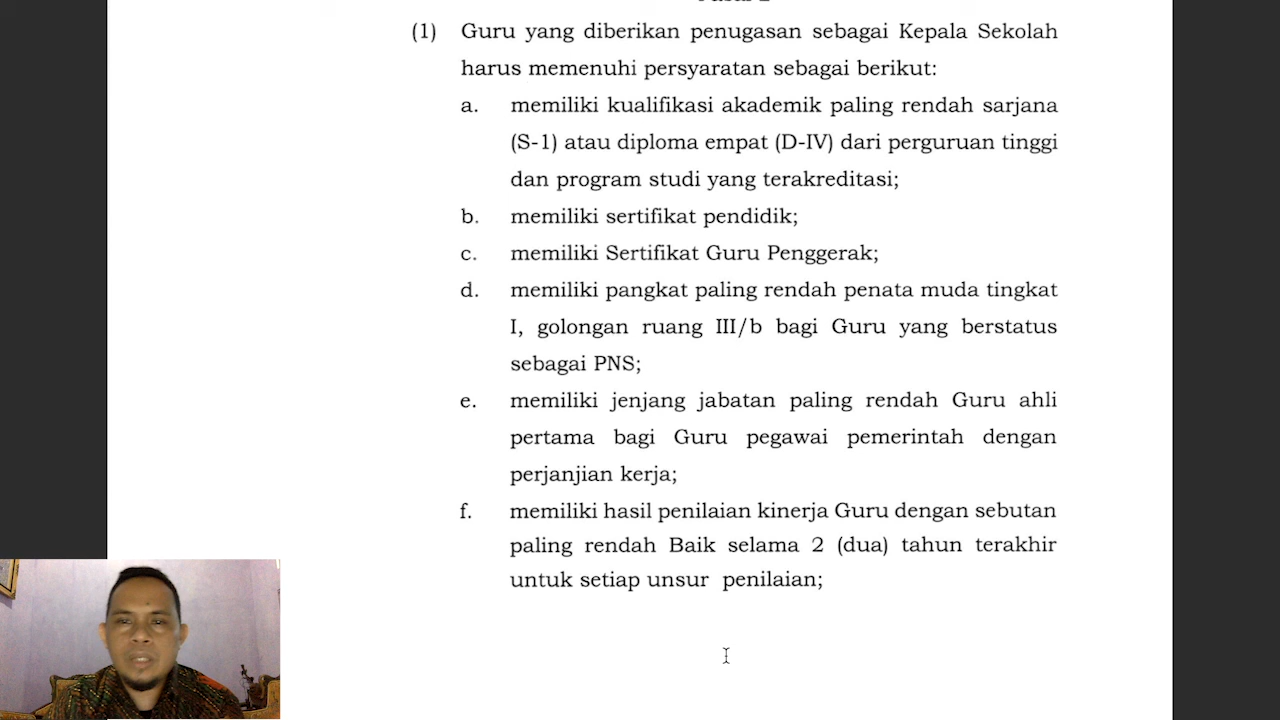 (1) Guru yang diberikan penugasan sebagai Kepala Sekolah
harus memenuhi persyaratan sebagai berikut:
a. memiliki kualifikasi akademik paling rendah sarjana
(S-1) atau diploma empat (D-IV) dari perguruan tinggi
dan program studi yang terakreditasi;
b. memiliki sertifikat pendidik;
c. memiliki Sertifikat Guru Penggerak;
d. memiliki pangkat paling rendah penata muda tingkat
I, golongan ruang III/b bagi Guru yang berstatus
sebagai PNS;
e. memiliki jenjang jabatan paling rendah Guru ahli
pertama bagi Guru pegawai pemerintah dengan
perjanjian kerja;
f. memiliki hasil penilaian kinerja Guru dengan sebutan
paling rendah Baik selama 2 (dua) tahun terakhir
untuk setiap unsur penilaian;